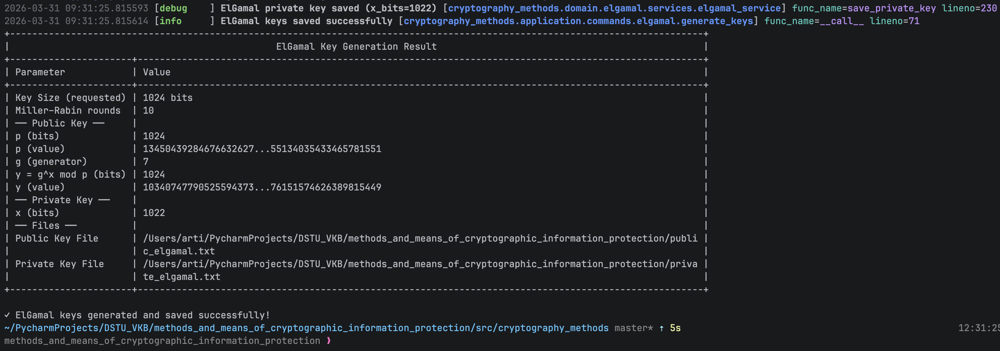 2026-03-31 09:31:25.815593 [debug    ] ElGamal private key saved (x_bits=1022) [cryptography_methods.domain.elgamal.services.elgamal_service] func_name=save_private_key lineno=230
2026-03-31 09:31:25.815614 [info     ] ElGamal keys saved successfully [cryptography_methods.application.commands.elgamal.generate_keys] func_name=__call__ lineno=71
ElGamal Key Generation Result
| Parameter            | Value
| Key Size (requested) | 1024 bits
| Miller-Rabin rounds  | 10
| —— Public Key ——     |
| p (bits)             | 1024
| p (value)            | 13450439284676632627...55134035433465781551
| g (generator)        | 7
| y = g^x mod p (bits) | 1024
| y (value)            | 10340747790525594373...76151574626389815449
| —— Private Key ——    |
| x (bits)             | 1022
| —— Files ——          |
| Public Key File      | /Users/arti/PycharmProjects/DSTU_VKB/methods_and_means_of_cryptographic_information_protection/publi |
|                      | c_elgamal.txt
| Private Key File     | /Users/arti/PycharmProjects/DSTU_VKB/methods_and_means_of_cryptographic_information_protection/priva |
|                      | te_elgamal.txt
✓ ElGamal keys generated and saved successfully!
~/PycharmProjects/DSTU_VKB/methods_and_means_of_cryptographic_information_protection/src/cryptography_methods master* ⇡ 5s 12:31:25
methods_and_means_of_cryptographic_information_protection ❯